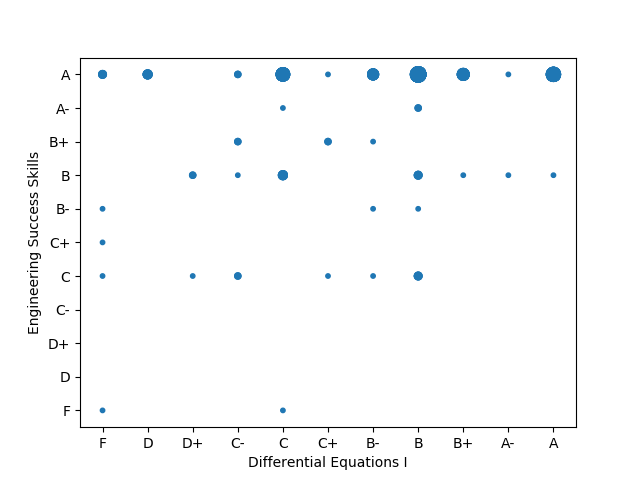 A
A-
B+
B
B-
C+
C
C-
D+
D
F
Engineering Success Skills
F D D+ C- C C+ B- B B+ A- A
Differential Equations I